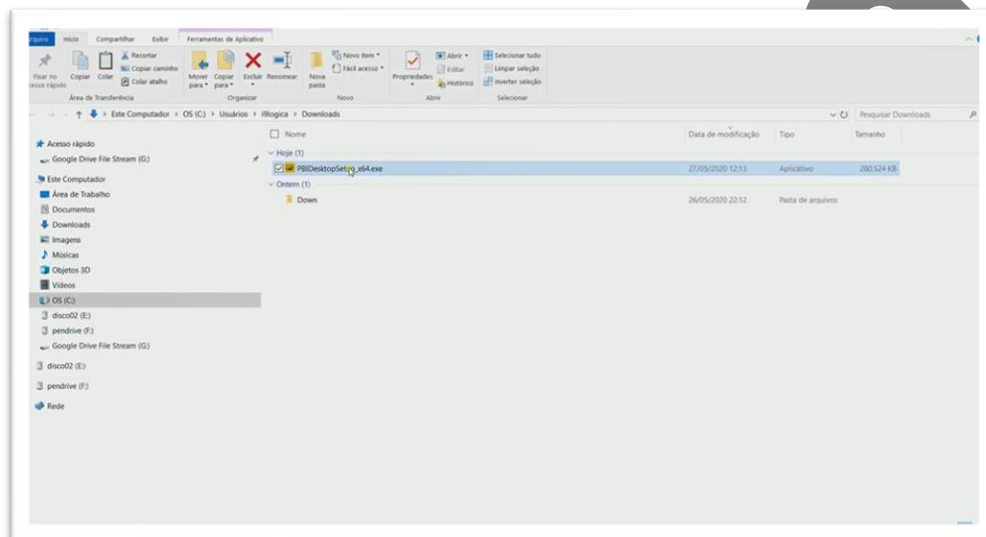 Arquivo Início Compartilhar Exibir Ferramentas de Aplicativo
Fixar no
acesso rápido
Copiar
Colar
Recortar
Copiar caminho
Colar atalho
Mover
para
Copiar
para
Excluir
Renomear
Nova
pasta
Novo item
Fácil acesso
Propriedades
Abrir
Editar
Histórico
Selecionar tudo
Limpar seleção
Inverter seleção
Área de Transferência Organizar Novo Abrir Selecionar
Este Computador > OS (C:) > Usuários > > Downloads
Pesquisar Downloads
Nome Data de modificação Tipo Tamanho
Acesso rápido
Google Drive File Stream (G:)
Este Computador
Área de Trabalho
Documentos
Downloads
Imagens
Músicas
Objetos 3D
Vídeos
OS (C:)
disco02 (E:)
pendrive (F:)
Google Drive File Stream (G:)
disco02 (E:)
pendrive (F:)
Rede
Hoje (1)
PBIDesktopSetup_x64.exe 27/05/2020 12:13 Aplicativo 280.524 KB
Ontem (1)
Down 26/05/2020 22:12 Pasta de arquivos